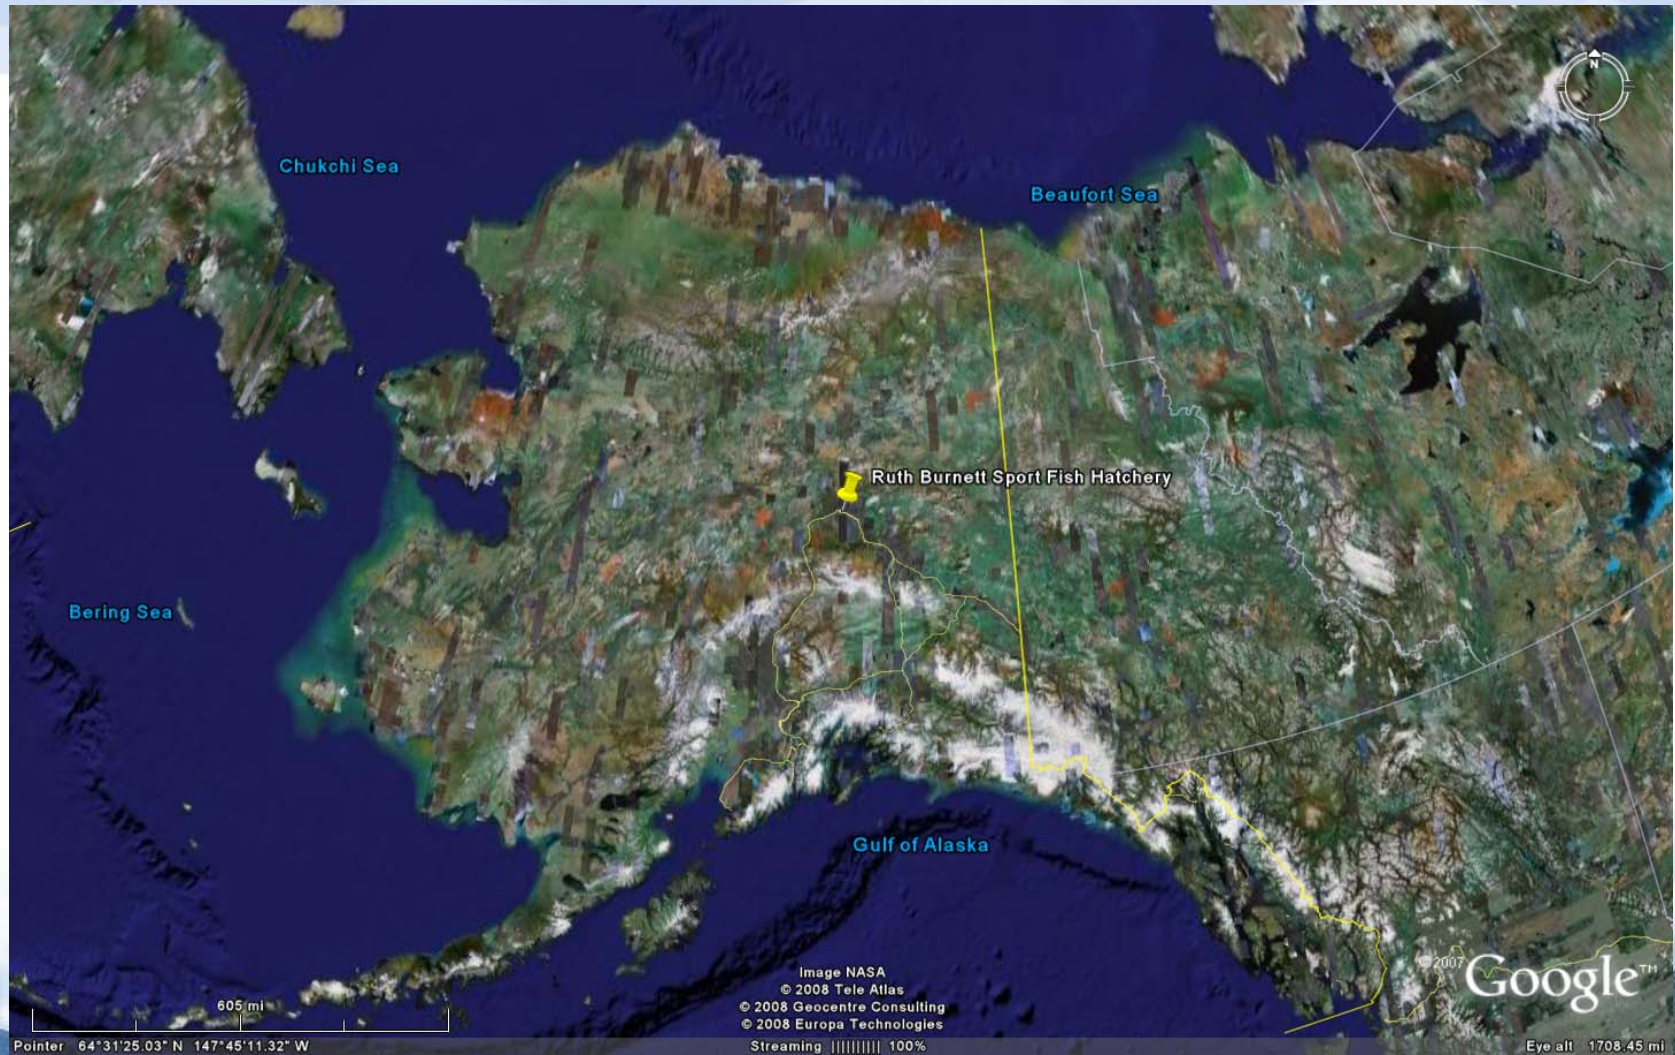 N
Chukchi Sea
Beaufort Sea
Ruth Burnett Sport Fish Hatchery
Bering Sea
Gulf of Alaska
Image NASA
© 2008 Tele Atlas
© 2008 Geocentre Consulting
© 2008 Europa Technologies
©2007 Google™
605 mi
Pointer 64°31'25.03" N 147°45'11.32" W
Streaming |||||||||| 100%
Eye alt 1708.45 mi